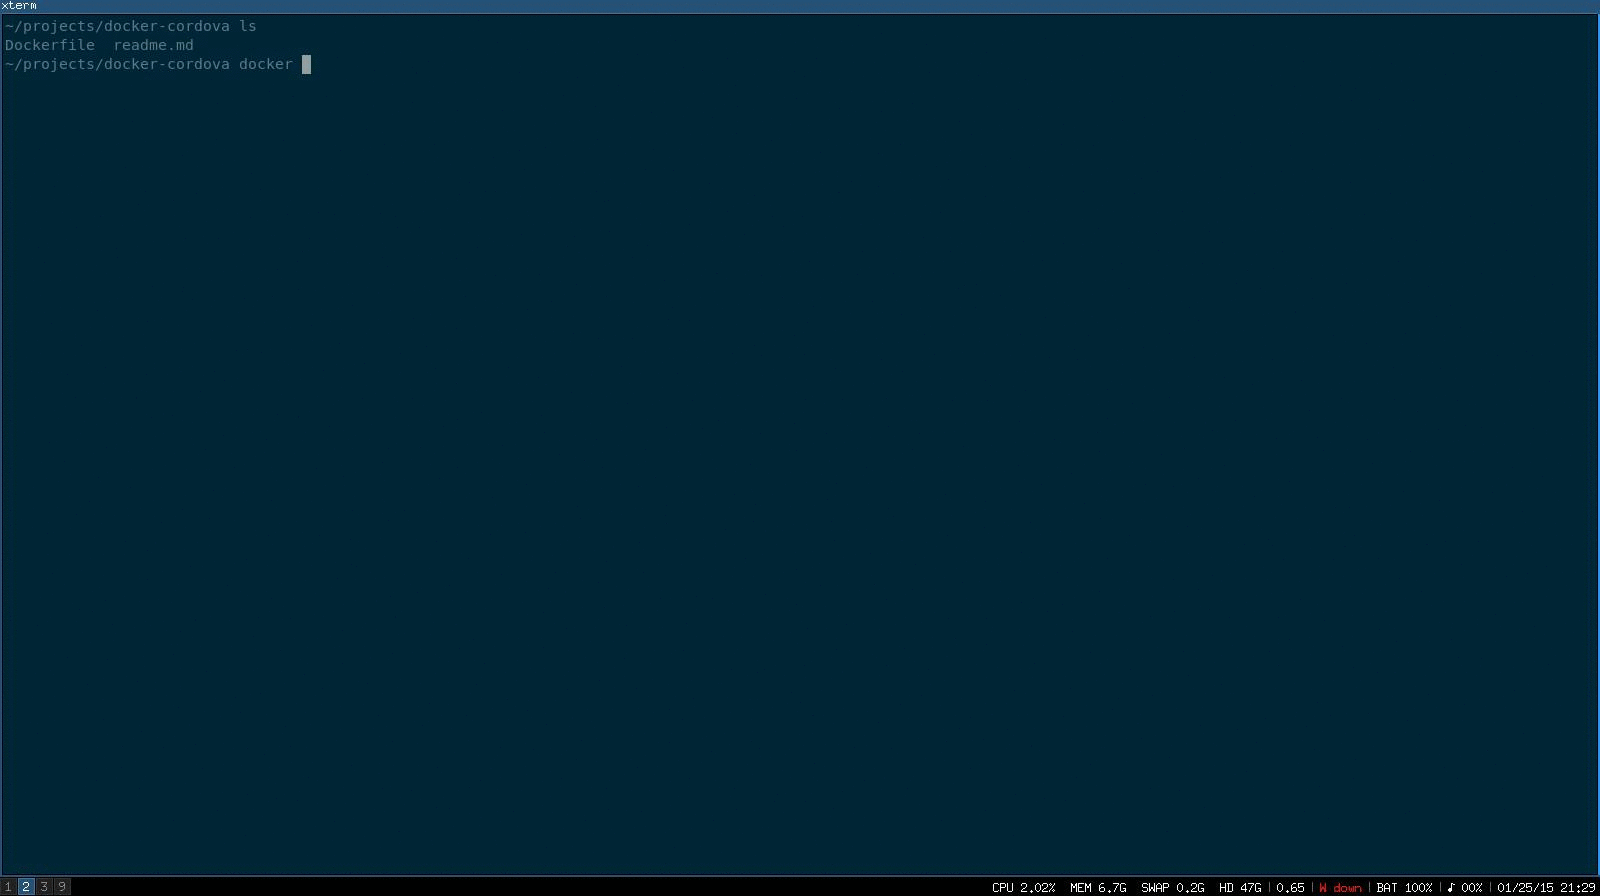 xterm
~/projects/docker-cordova ls
Dockerfile  readme.md
~/projects/docker-cordova docker
1 2 3 9 CPU 2.02%  MEM 6.7G  SWAP 0.2G  HD 47G | 0.65 | W down | BAT 100% | ♪ 00% | 01/25/15 21:29